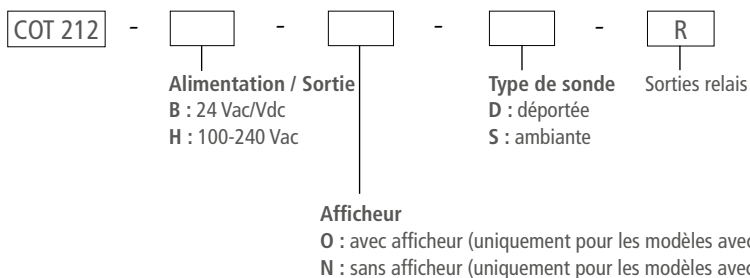 COT 212 - - - - R
Alimentation / Sortie
B : 24 Vac/Vdc
H : 100-240 Vac
Type de sonde
D : déportée
S : ambiante
Sorties relais
Afficheur
O : avec afficheur (uniquement pour les modèles avec
N : sans afficheur (uniquement pour les modèles avec